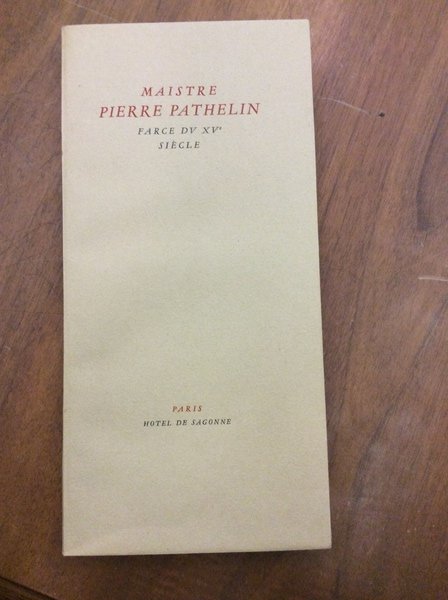 MAISTRE
PIERRE PATHELIN
FARCE DV XVᵉ
SIÈCLE
PARIS
HOTEL DE SAGONNE